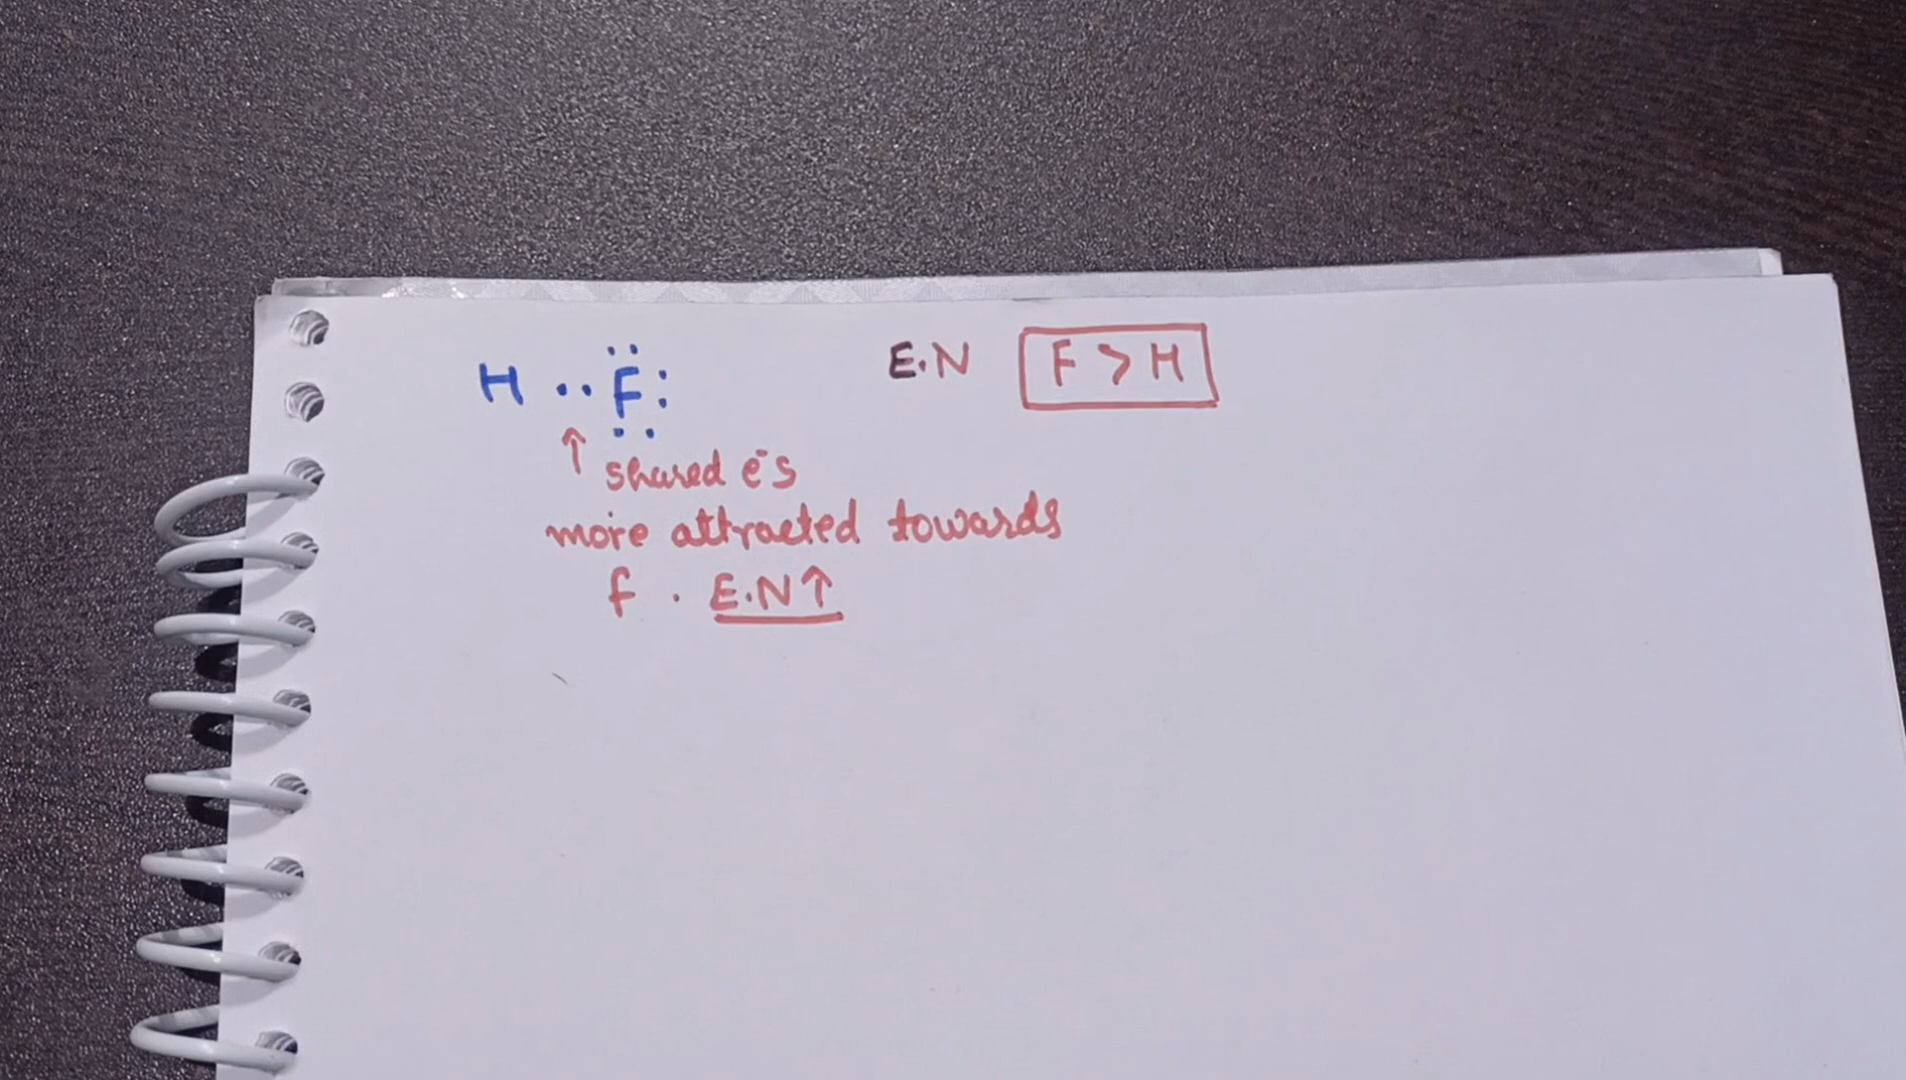 H : F: E.N F > H
↑ shared e⁻s
more attracted towards
f . E.N↑